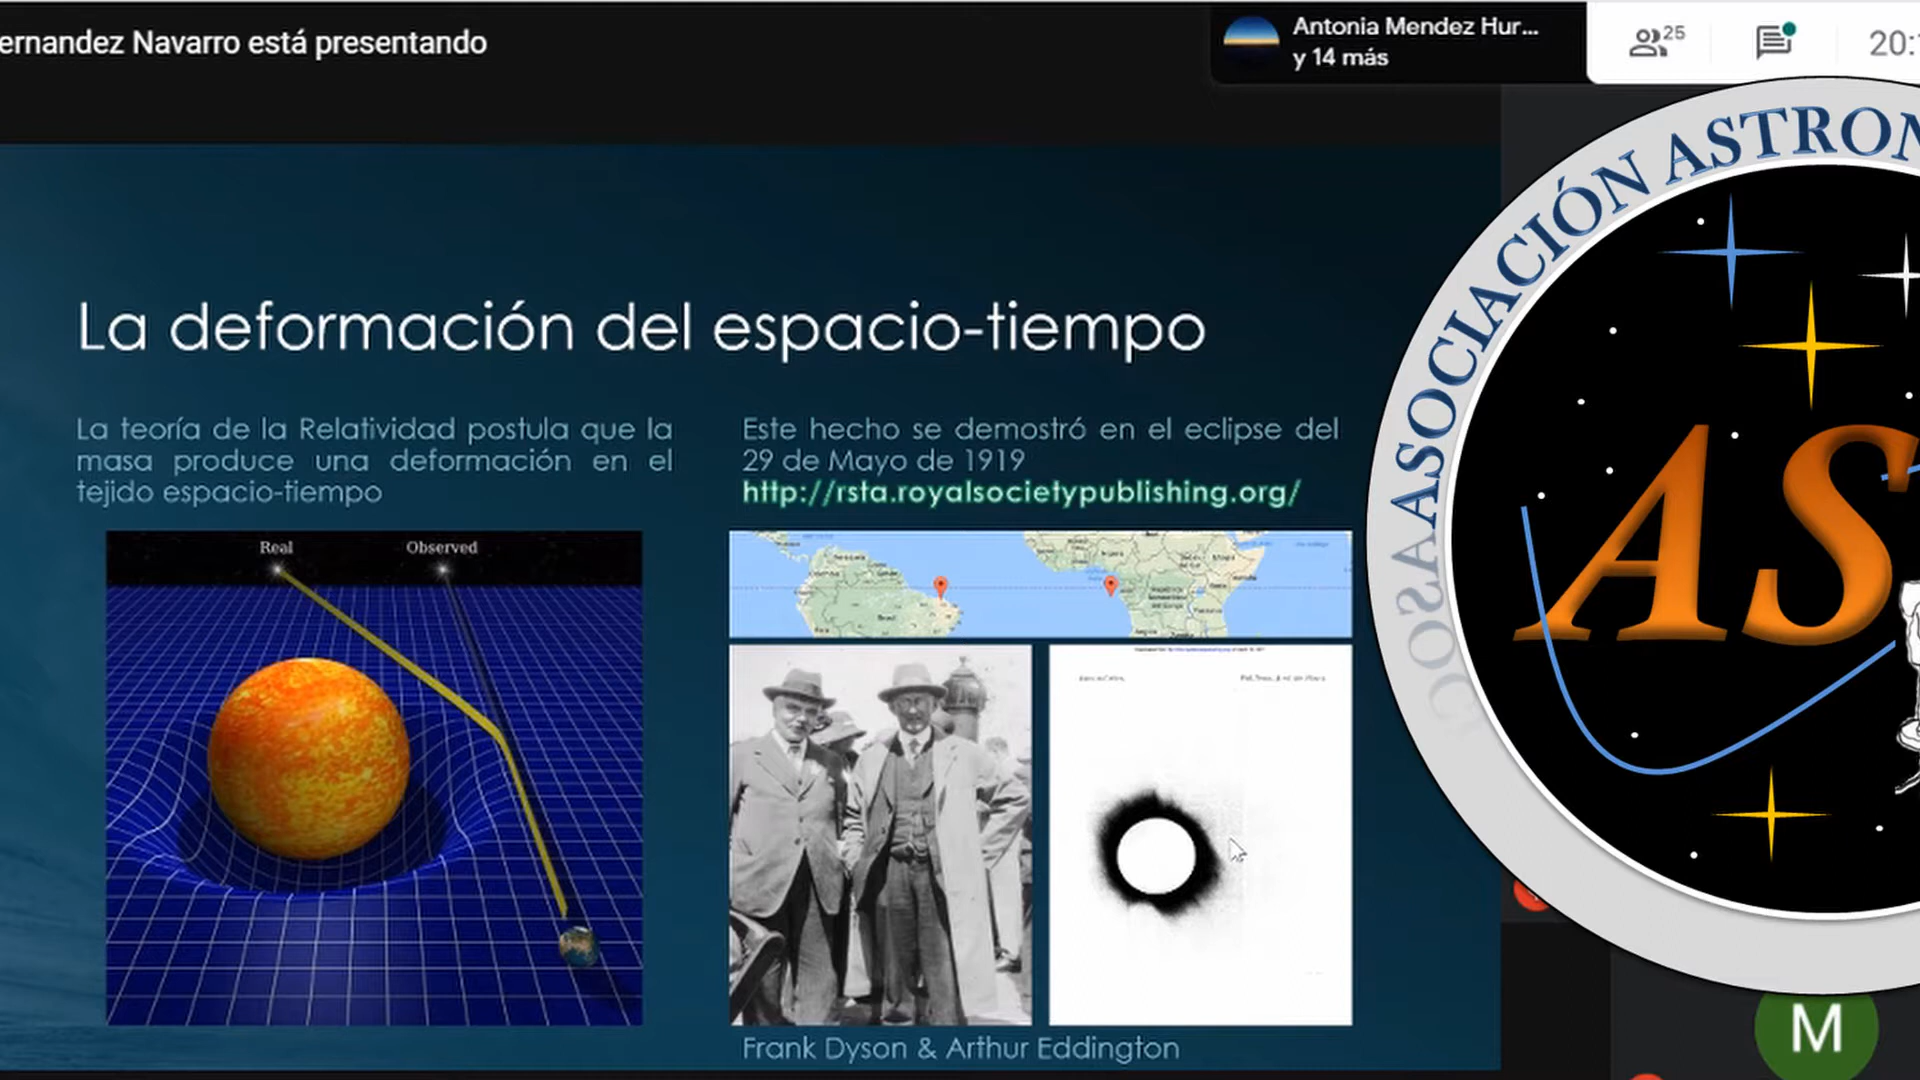 ernandez Navarro está presentando
Antonia Mendez Hur...
y 14 más
25
20:
La deformación del espacio-tiempo
La teoría de la Relatividad postula que la
masa produce una deformación en el
tejido espacio-tiempo
Este hecho se demostró en el eclipse del
29 de Mayo de 1919
http://rsta.royalsocietypublishing.org/
Real
Observed
Brasil
Frank Dyson & Arthur Eddington
ASOCIACIÓN ASTRON
AS
M